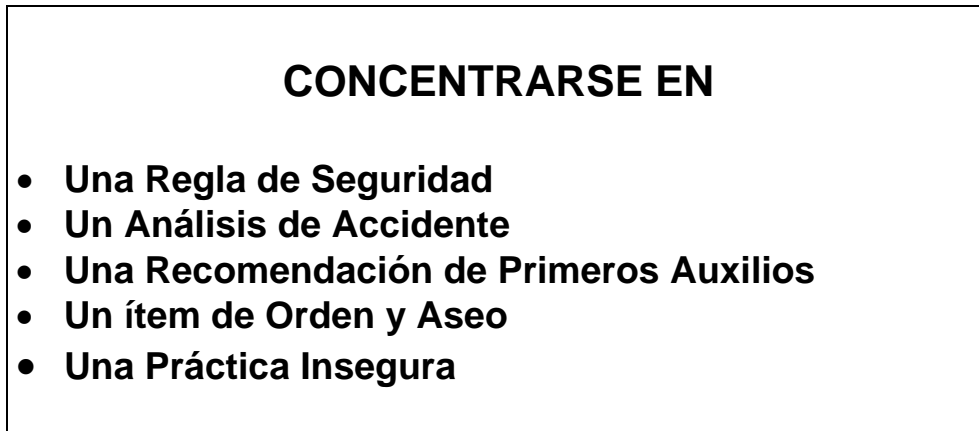 CONCENTRARSE EN
• Una Regla de Seguridad
• Un Análisis de Accidente
• Una Recomendación de Primeros Auxilios
• Un ítem de Orden y Aseo
• Una Práctica Insegura